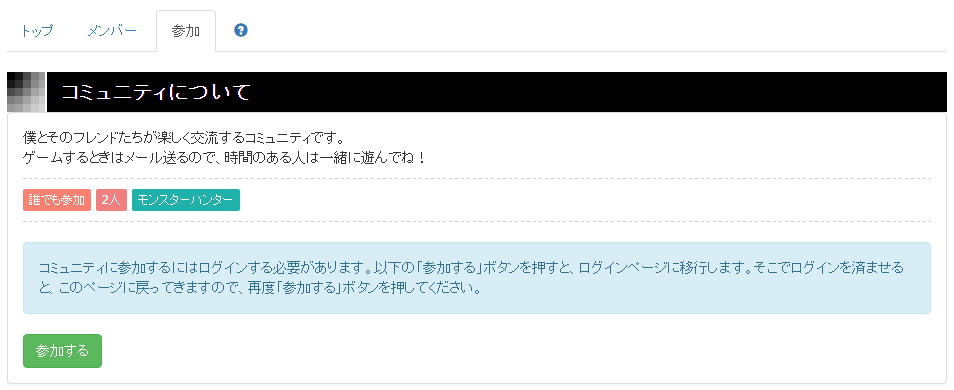 トップ メンバー 参加 ?
コミュニティについて
僕とそのフレンドたちが楽しく交流するコミュニティです。
ゲームするときはメール送るので、時間のある人は一緒に遊んでね！
誰でも参加 2人 モンスターハンター
コミュニティに参加するにはログインする必要があります。以下の「参加する」ボタンを押すと、ログインページに移行します。そこでログインを済ませる
と、このページに戻ってきますので、再度「参加する」ボタンを押してください。
参加する